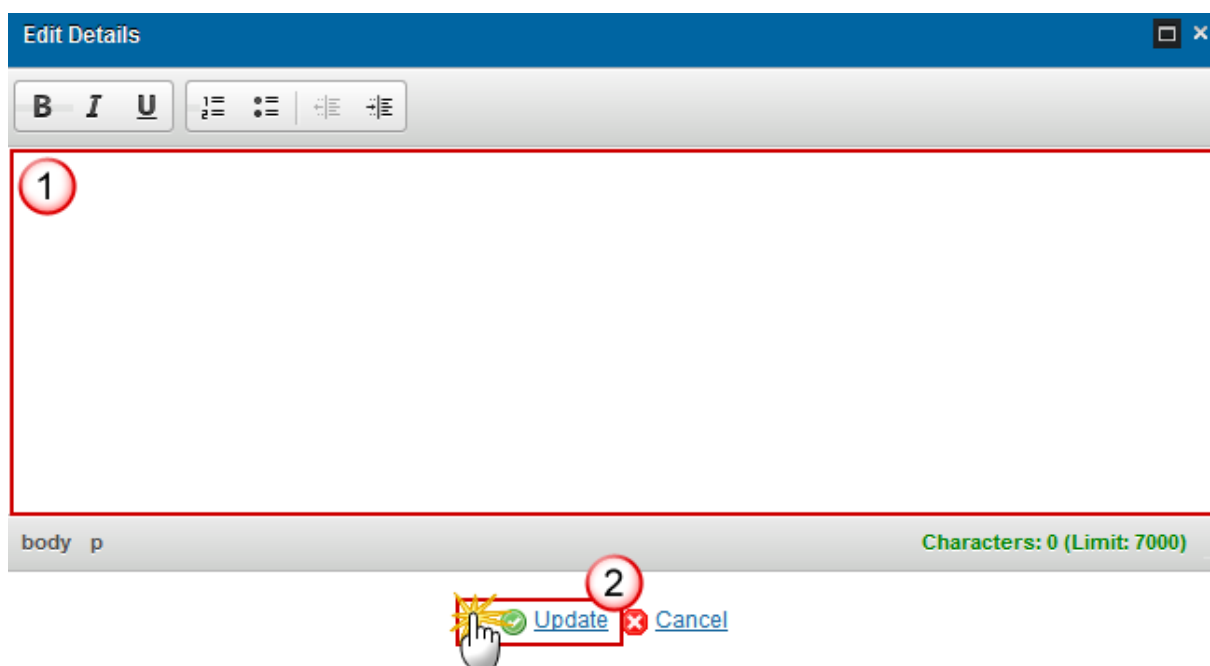 Edit Details
B I U
1
body p Characters: 0 (Limit: 7000)
2
Update Cancel